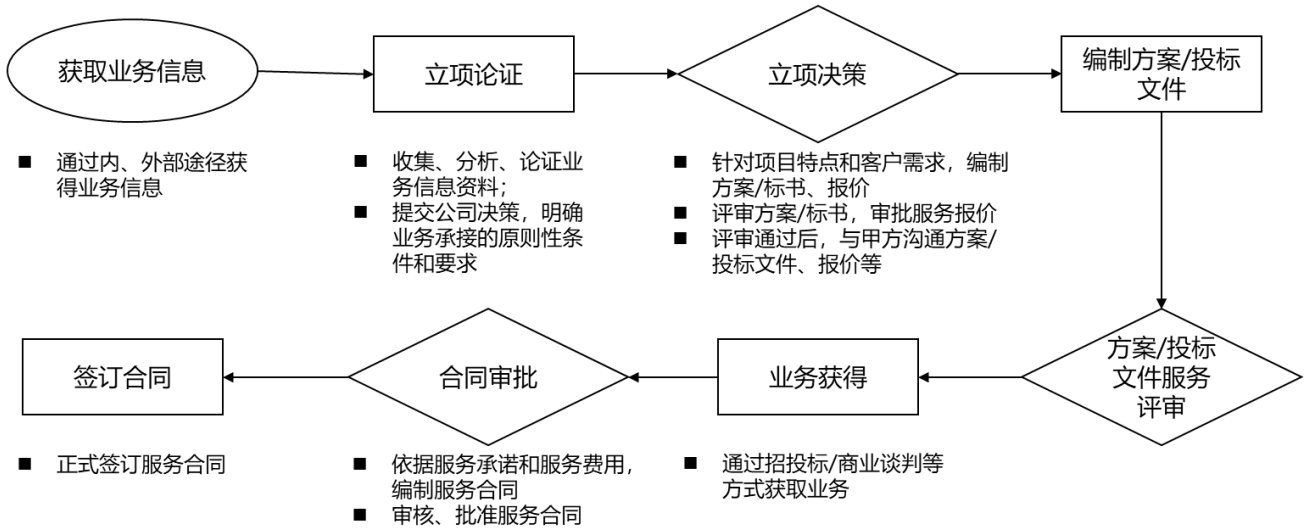 获取业务信息
立项论证
立项决策
编制方案/投标
文件
■ 通过内、外部途径获
得业务信息
■ 收集、分析、论证业
务信息资料；
■ 提交公司决策，明确
业务承接的原则性条
件和要求
■ 针对项目特点和客户需求，编制
方案/标书、报价
■ 评审方案/标书，审批服务报价
■ 评审通过后，与甲方沟通方案/
投标文件、报价等
签订合同
合同审批
业务获得
方案/投标
文件服务
评审
■ 正式签订服务合同
■ 依据服务承诺和服务费用，
编制服务合同
■ 审核、批准服务合同
■ 通过招投标/商业谈判等
方式获取业务